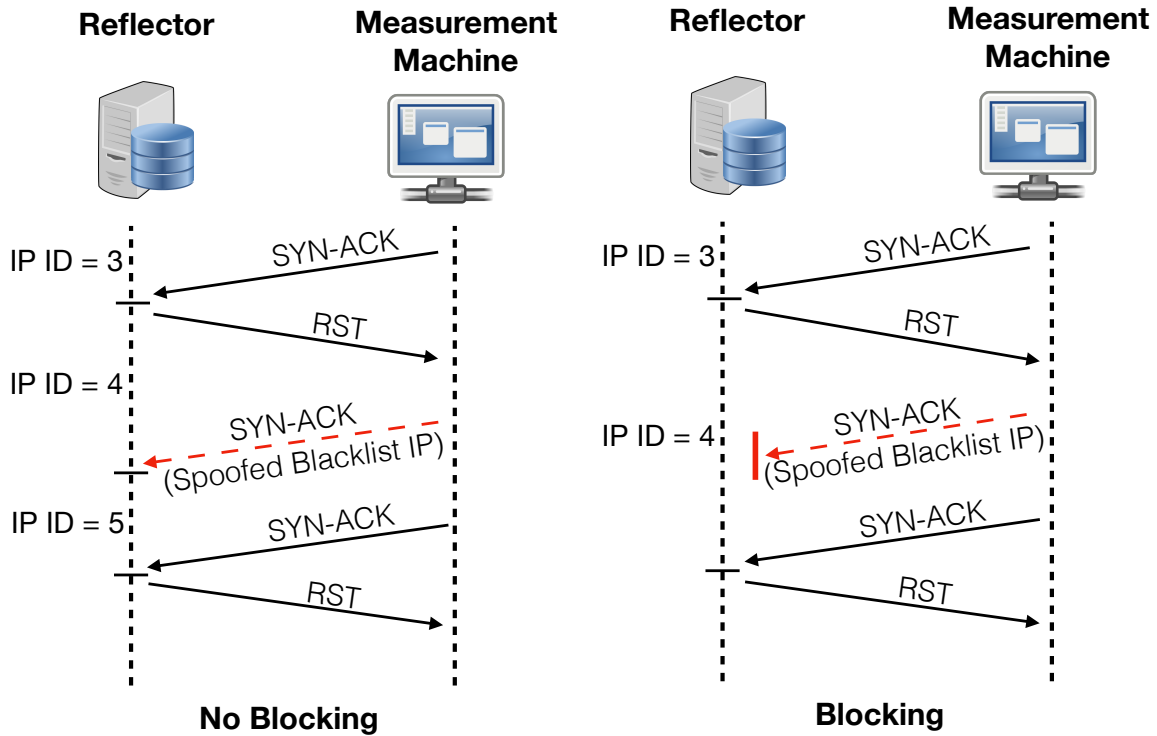 Reflector
Measurement
Machine
IP ID = 3
SYN-ACK
RST
IP ID = 4
SYN-ACK
(Spoofed Blacklist IP)
IP ID = 5
SYN-ACK
RST
No Blocking
Reflector
Measurement
Machine
IP ID = 3
SYN-ACK
RST
IP ID = 4
SYN-ACK
(Spoofed Blacklist IP)
SYN-ACK
RST
Blocking